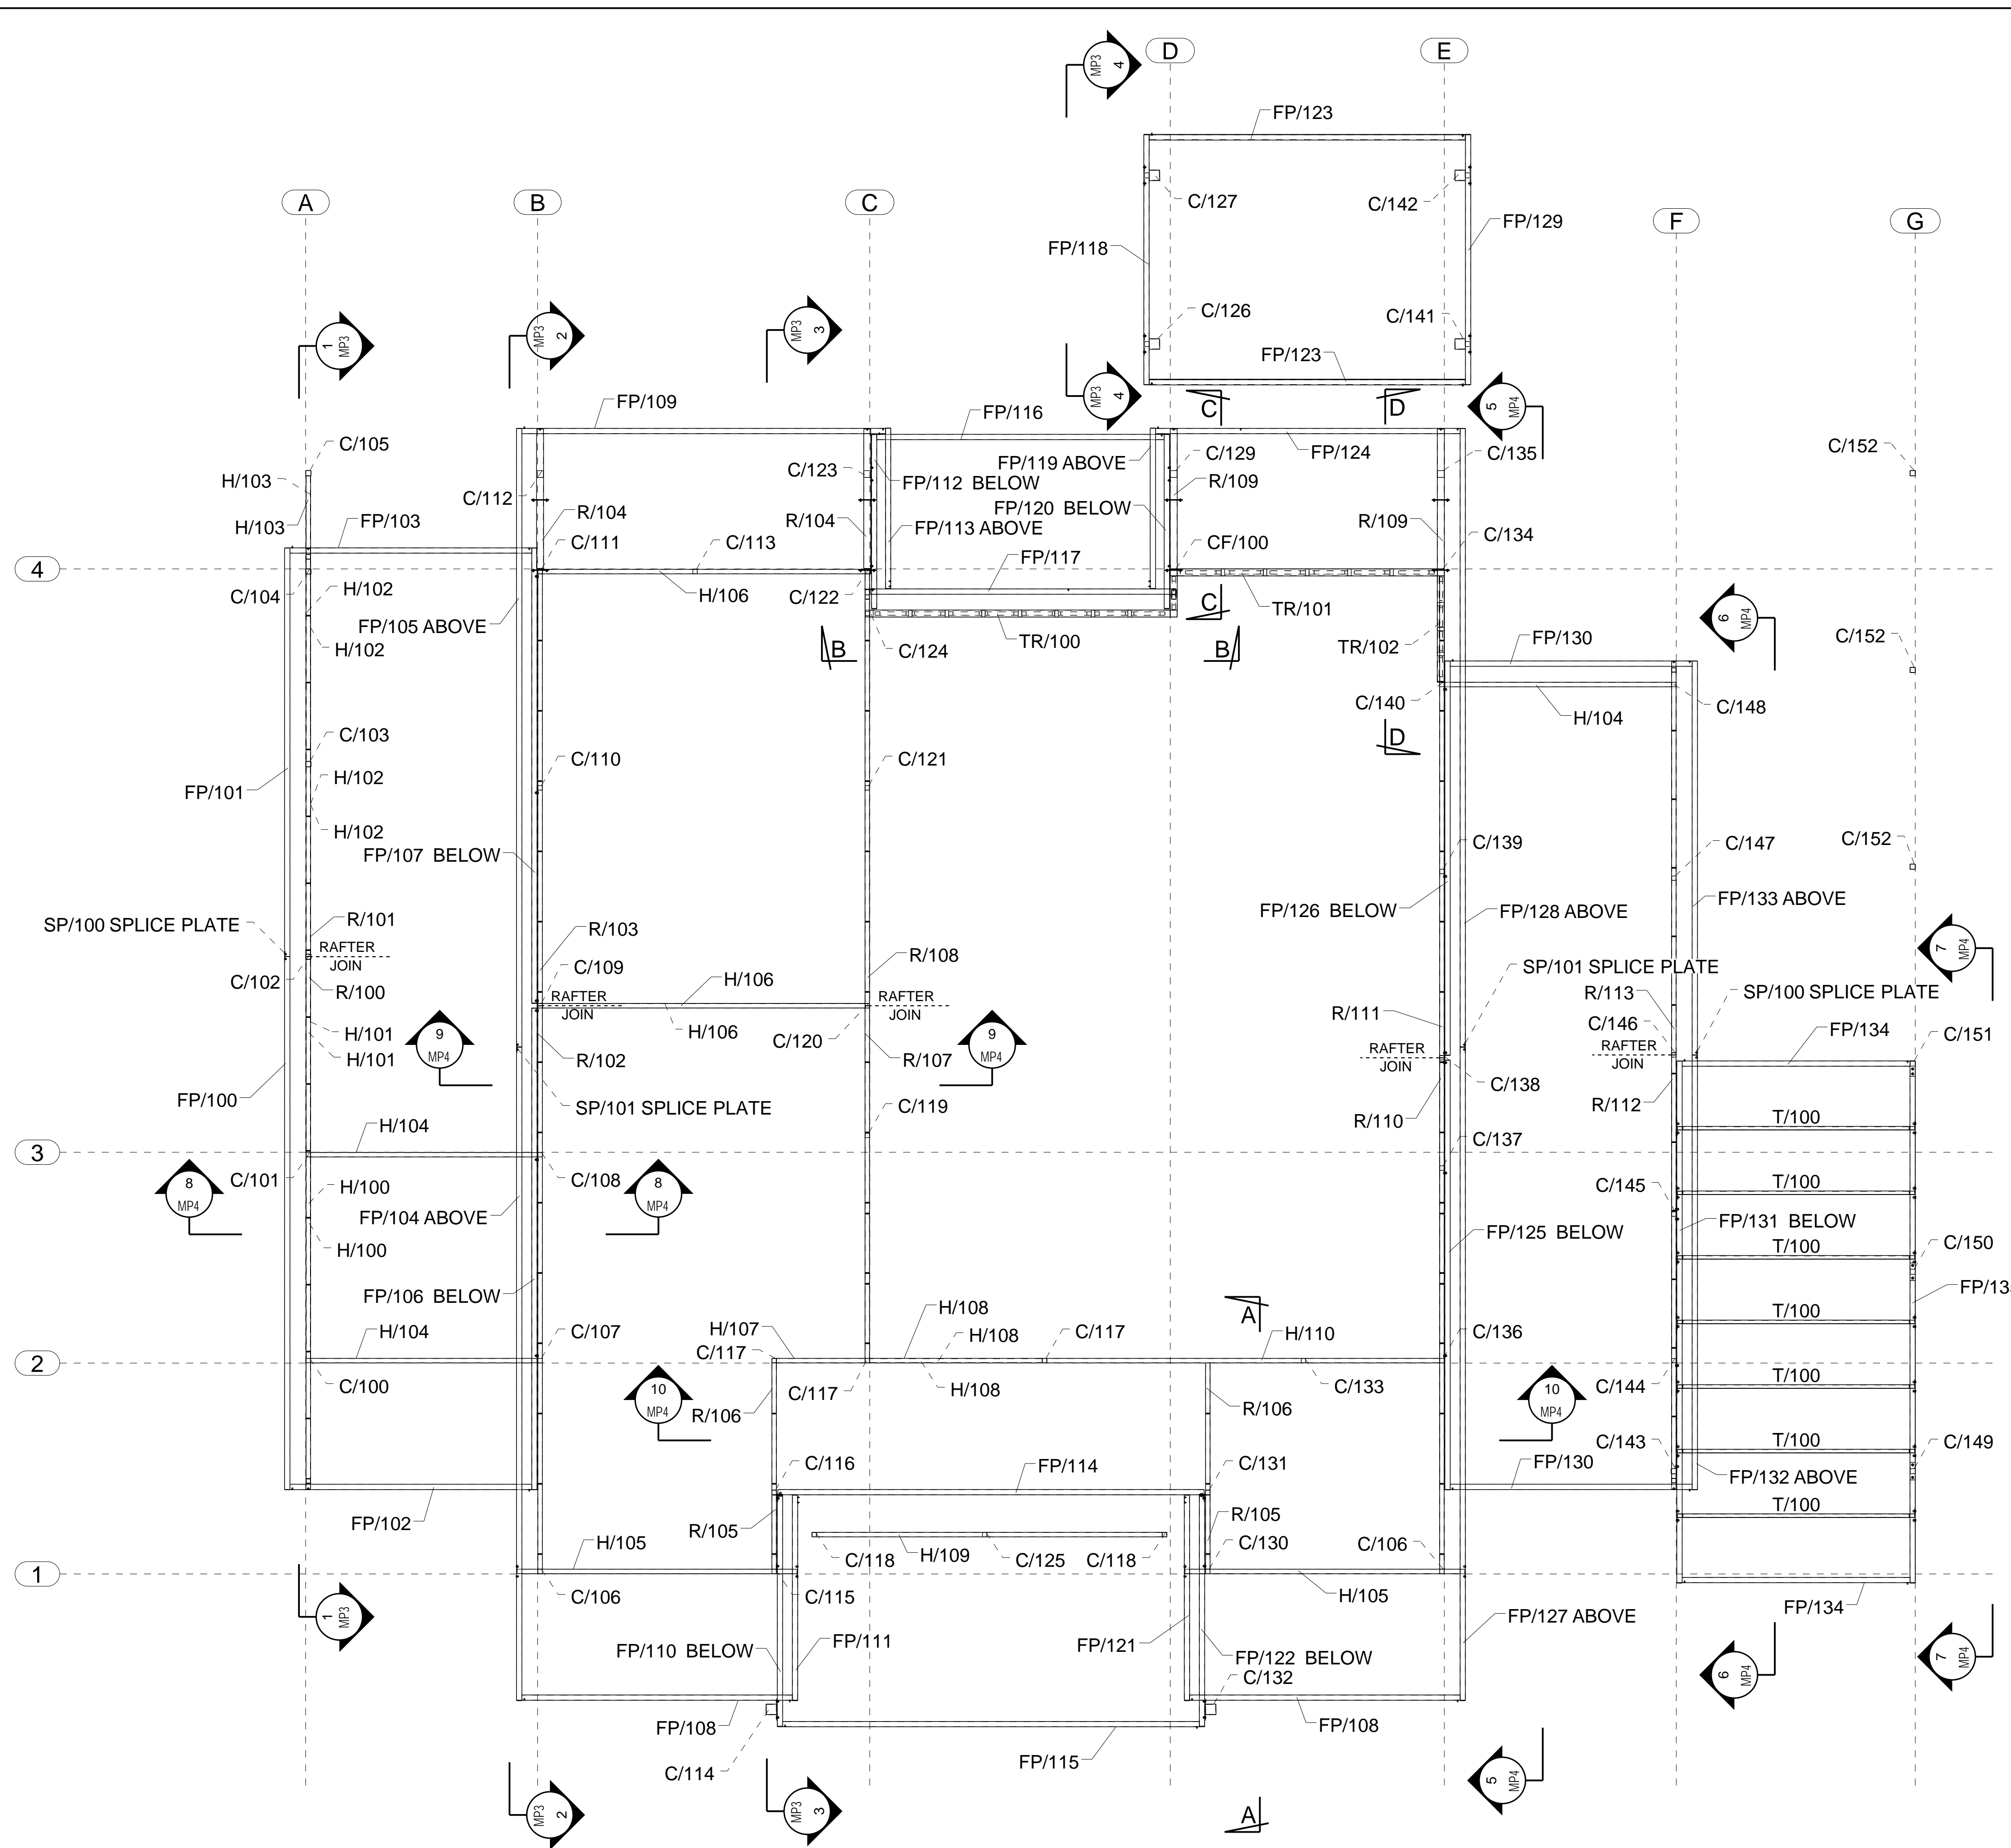 MP3 4
D
E
FP/123
C/127
C/142
A
B
C
FP/129
F
G
FP/118
C/126
C/141
1 MP3
MP3 2
MP3 3
FP/123
MP3 4
C
D
5 MP4
FP/109
FP/116
C/105
C/123
FP/119 ABOVE
C/129
FP/124
C/135
C/152
H/103
FP/112 BELOW
R/109
C/112
FP/120 BELOW
H/103
FP/103
R/104
R/104
FP/113 ABOVE
R/109
C/111
C/113
CF/100
C/134
FP/117
4
C/104
H/102
H/106
C/122
C
TR/101
FP/105 ABOVE
6 MP4
H/102
B
C/124
TR/100
B
TR/102
FP/130
C/152
C/140
C/148
H/104
C/103
D
C/110
C/121
FP/101
H/102
H/102
C/139
C/147
C/152
FP/107 BELOW
FP/126 BELOW
FP/128 ABOVE
FP/133 ABOVE
SP/100 SPLICE PLATE
R/101
R/103
RAFTER
JOIN
R/108
7 MP4
C/102
C/109
SP/101 SPLICE PLATE
R/100
H/106
R/113
SP/100 SPLICE PLATE
RAFTER
JOIN
RAFTER
JOIN
R/111
H/101
9 MP4
H/106
C/120
9 MP4
C/146
FP/134
C/151
H/101
R/102
R/107
RAFTER
JOIN
RAFTER
JOIN
C/138
FP/100
SP/101 SPLICE PLATE
C/119
R/110
R/112
T/100
H/104
C/137
3
C/101
H/100
C/108
C/145
T/100
8 MP4
8 MP4
FP/104 ABOVE
FP/131 BELOW
H/100
FP/125 BELOW
T/100
C/150
FP/106 BELOW
H/108
A
T/100
H/104
C/107
H/107
H/108
C/117
H/110
C/136
C/117
2
C/100
C/117
H/108
C/133
C/144
T/100
10 MP4
R/106
R/106
10 MP4
C/143
T/100
C/149
C/116
FP/114
C/131
FP/130
FP/132 ABOVE
FP/102
R/105
R/105
T/100
H/105
C/118
H/109
C/125
C/118
C/130
C/106
1
C/106
C/115
H/105
FP/134
1 MP3
FP/110 BELOW
FP/111
FP/121
FP/122 BELOW
FP/127 ABOVE
C/132
6 MP4
7 MP4
FP/108
FP/108
C/114
FP/115
5 MP4
MP3 2
MP3 3
A